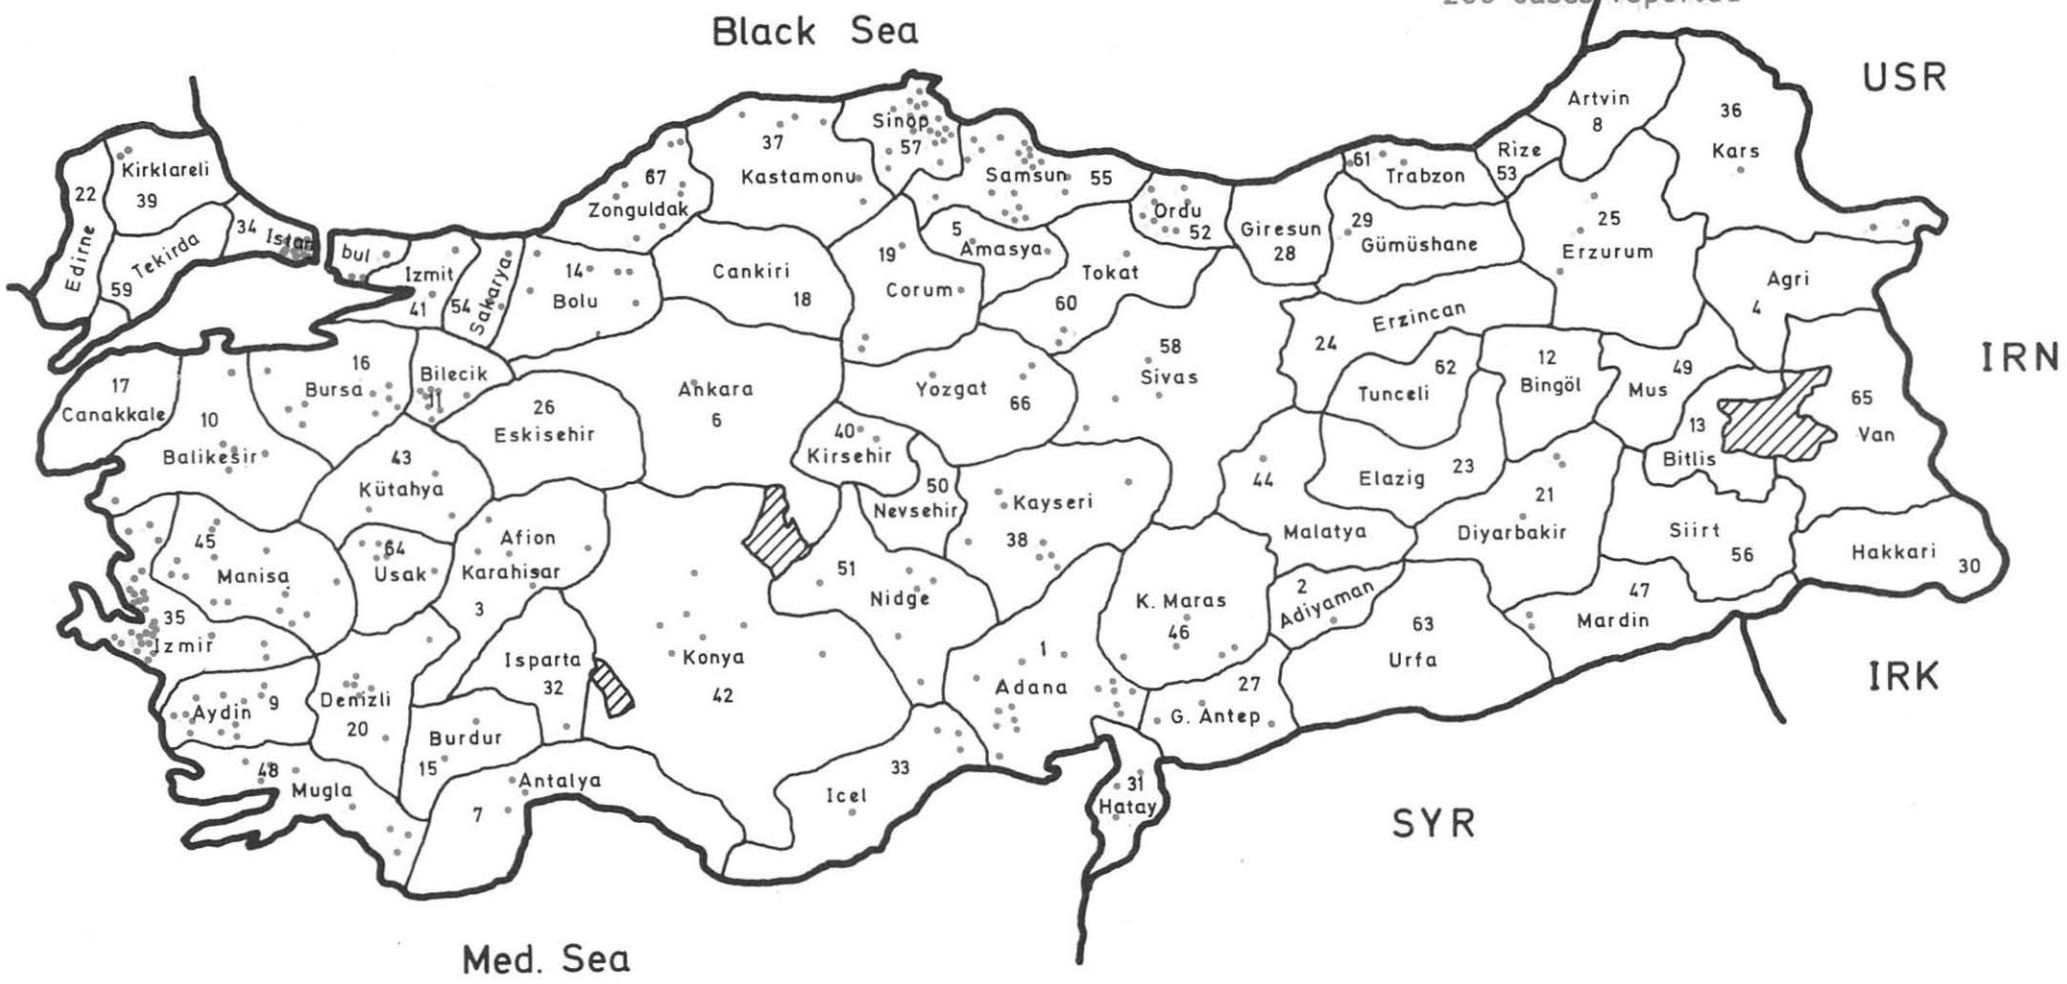 200 cases reported
Black Sea
USR
IRN
IRK
SYR
Med. Sea
Edirne
22
Kirklareli
39
Tekirda
59
34 Istan
bul
Izmit
41
54 Sakarya
14
Bolu
67
Zonguldak
37
Kastamonu
Sinop
57
Samsun 55
5
Amasya
Ordu
52
Giresun
28
61
Trabzon
29
Gümüshane
Rize
53
Artvin
8
36
Kars
25
Erzurum
Agri
4
Cankiri
18
19
Corum
Tokat
60
17
Canakkale
10
Balikesir
16
Bursa
Bilecik
11
26
Eskisehir
Ankara
6
40
Kirsehir
Yozgat
66
58
Sivas
24
Erzincan
62
Tunceli
12
Bingöl
49
Mus
13
Bitlis
65
Van
43
Kütahya
64
Usak
Afion
Karahisar
3
50
Nevsehir
Kayseri
38
44
Malatya
Elazig 23
21
Diyarbakir
Siirt
56
Hakkari
30
45
Manisa
35
Izmir
Aydin 9
Denizli
20
Isparta
32
Burdur
15
48
Mugla
Antalya
7
Konya
42
51
Nidge
33
Icel
1
Adana
K. Maras
46
2
Adiyaman
27
G. Antep
31
Hatay
63
Urfa
47
Mardin